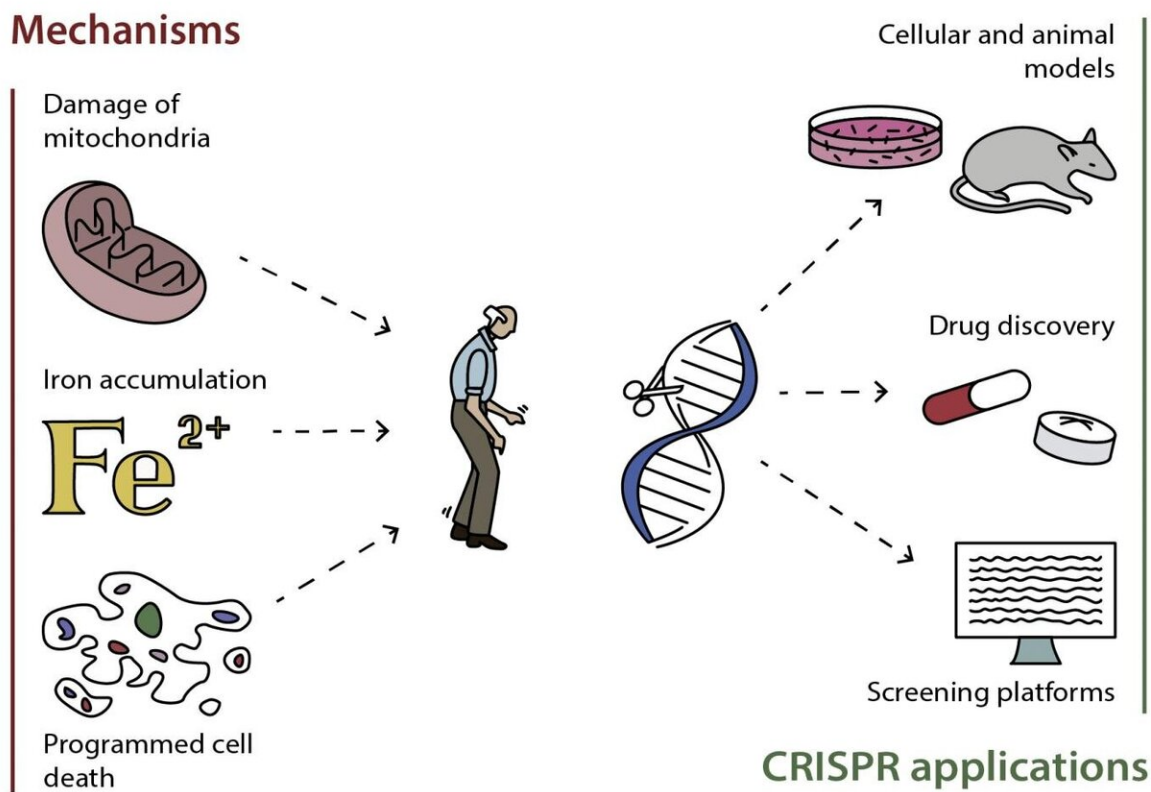 Mechanisms
Damage of
mitochondria
Iron accumulation
Fe²⁺
Programmed cell
death
Cellular and animal
models
Drug discovery
Screening platforms
CRISPR applications